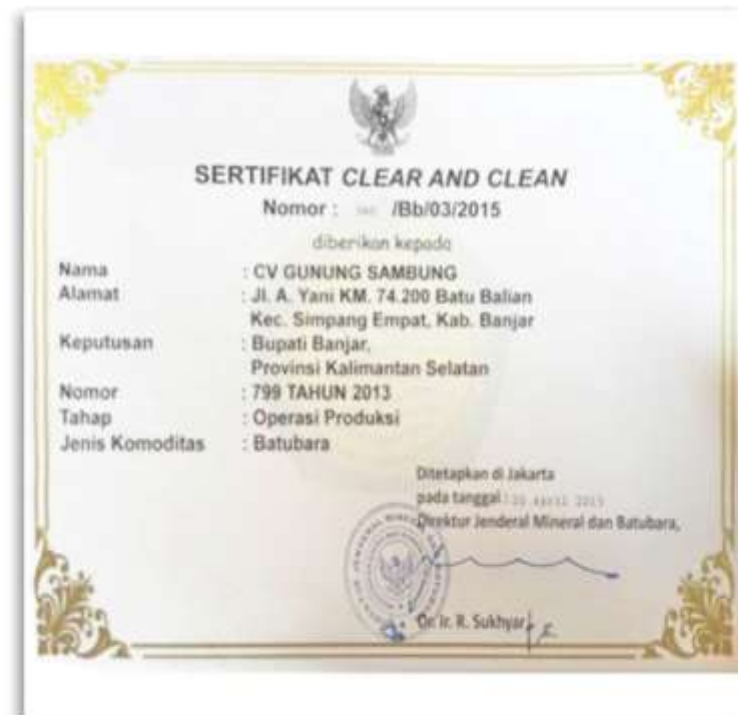 SERTIFIKAT CLEAR AND CLEAN
Nomor : /Bb/03/2015
diberikan kepada
Nama : CV GUNUNG SAMBUNG
Alamat : Jl. A. Yani KM. 74.200 Batu Balian
Kec. Simpang Empat, Kab. Banjar
Keputusan : Bupati Banjar,
Provinsi Kalimantan Selatan
Nomor : 799 TAHUN 2013
Tahap : Operasi Produksi
Jenis Komoditas : Batubara
Ditetapkan di Jakarta
pada tanggal :
Direktur Jenderal Mineral dan Batubara,
Dr. Ir. R. Sukhyar